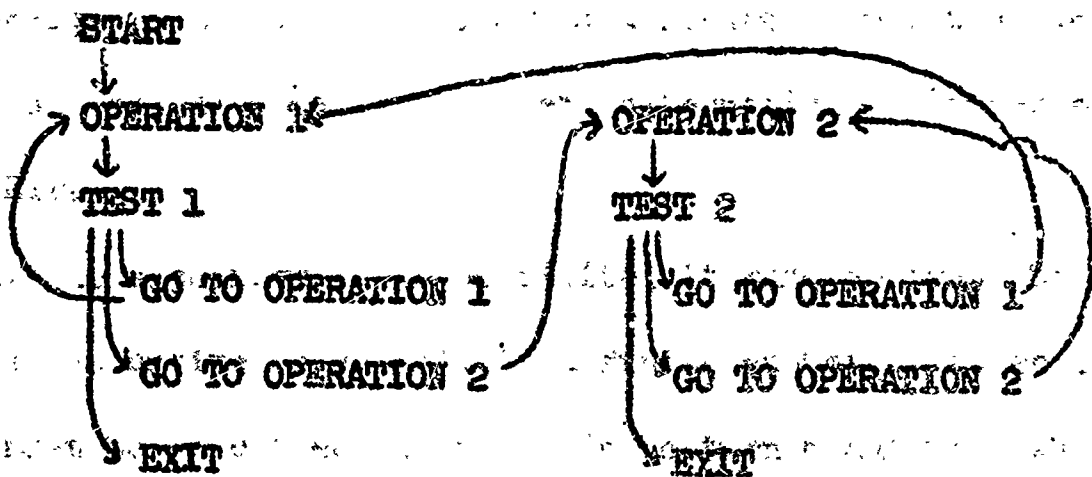 START
OPERATION 1
TEST 1
GO TO OPERATION 1
GO TO OPERATION 2
EXIT
OPERATION 2
TEST 2
GO TO OPERATION 1
GO TO OPERATION 2
EXIT